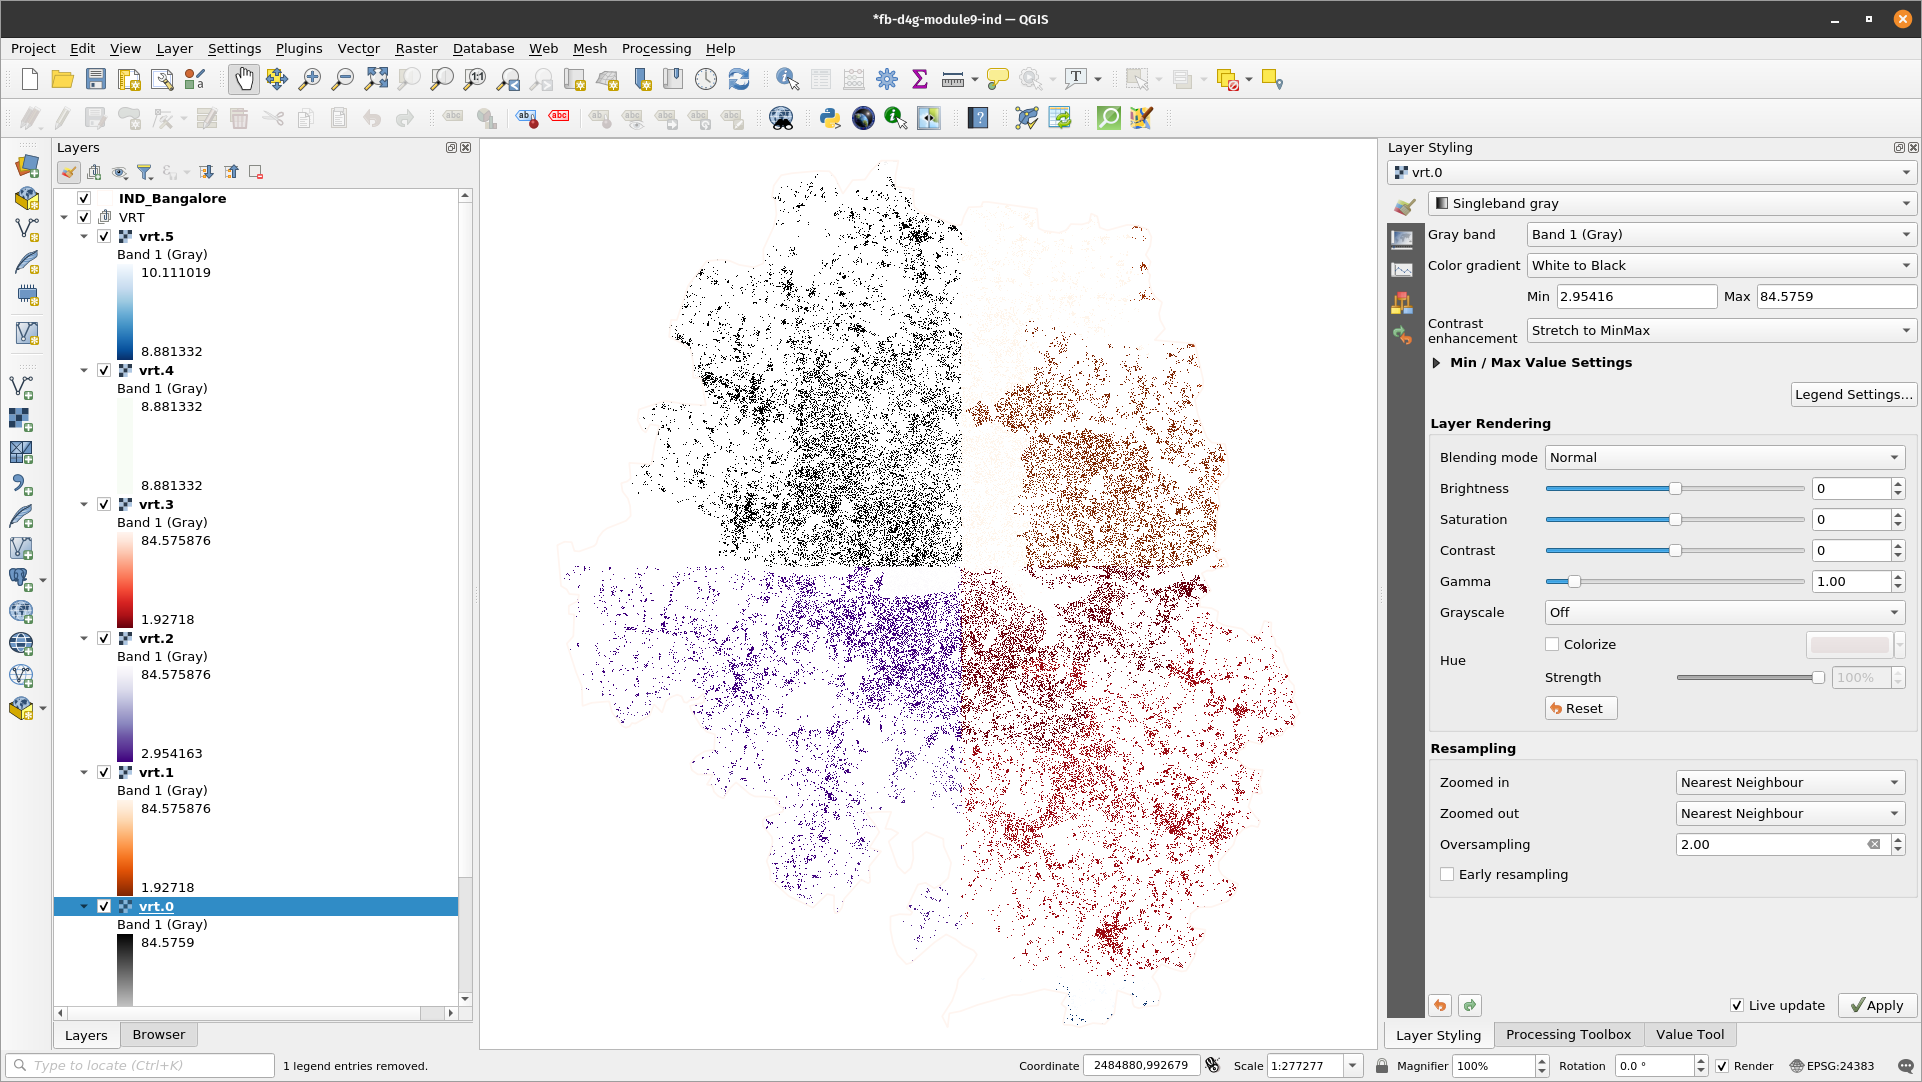 *fb-d4g-module9-ind — QGIS
Project Edit View Layer Settings Plugins Vector Raster Database Web Mesh Processing Help
Layers
IND_Bangalore
VRT
vrt.5
Band 1 (Gray)
10.111019
8.881332
vrt.4
Band 1 (Gray)
8.881332
8.881332
vrt.3
Band 1 (Gray)
84.575876
1.92718
vrt.2
Band 1 (Gray)
84.575876
2.954163
vrt.1
Band 1 (Gray)
84.575876
1.92718
vrt.0
Band 1 (Gray)
84.5759
Layers Browser
Layer Styling
vrt.0
Singleband gray
Gray band Band 1 (Gray)
Color gradient White to Black
Min 2.95416 Max 84.5759
Contrast enhancement Stretch to MinMax
Min / Max Value Settings
Legend Settings...
Layer Rendering
Blending mode Normal
Brightness 0
Saturation 0
Contrast 0
Gamma 1.00
Grayscale Off
Hue
Colorize
Strength 100%
Reset
Resampling
Zoomed in Nearest Neighbour
Zoomed out Nearest Neighbour
Oversampling 2.00
Early resampling
Live update Apply
Layer Styling Processing Toolbox Value Tool
Type to locate (Ctrl+K) 1 legend entries removed. Coordinate 2484880,992679 Scale 1:277277 Magnifier 100% Rotation 0.0 ° Render EPSG:24383